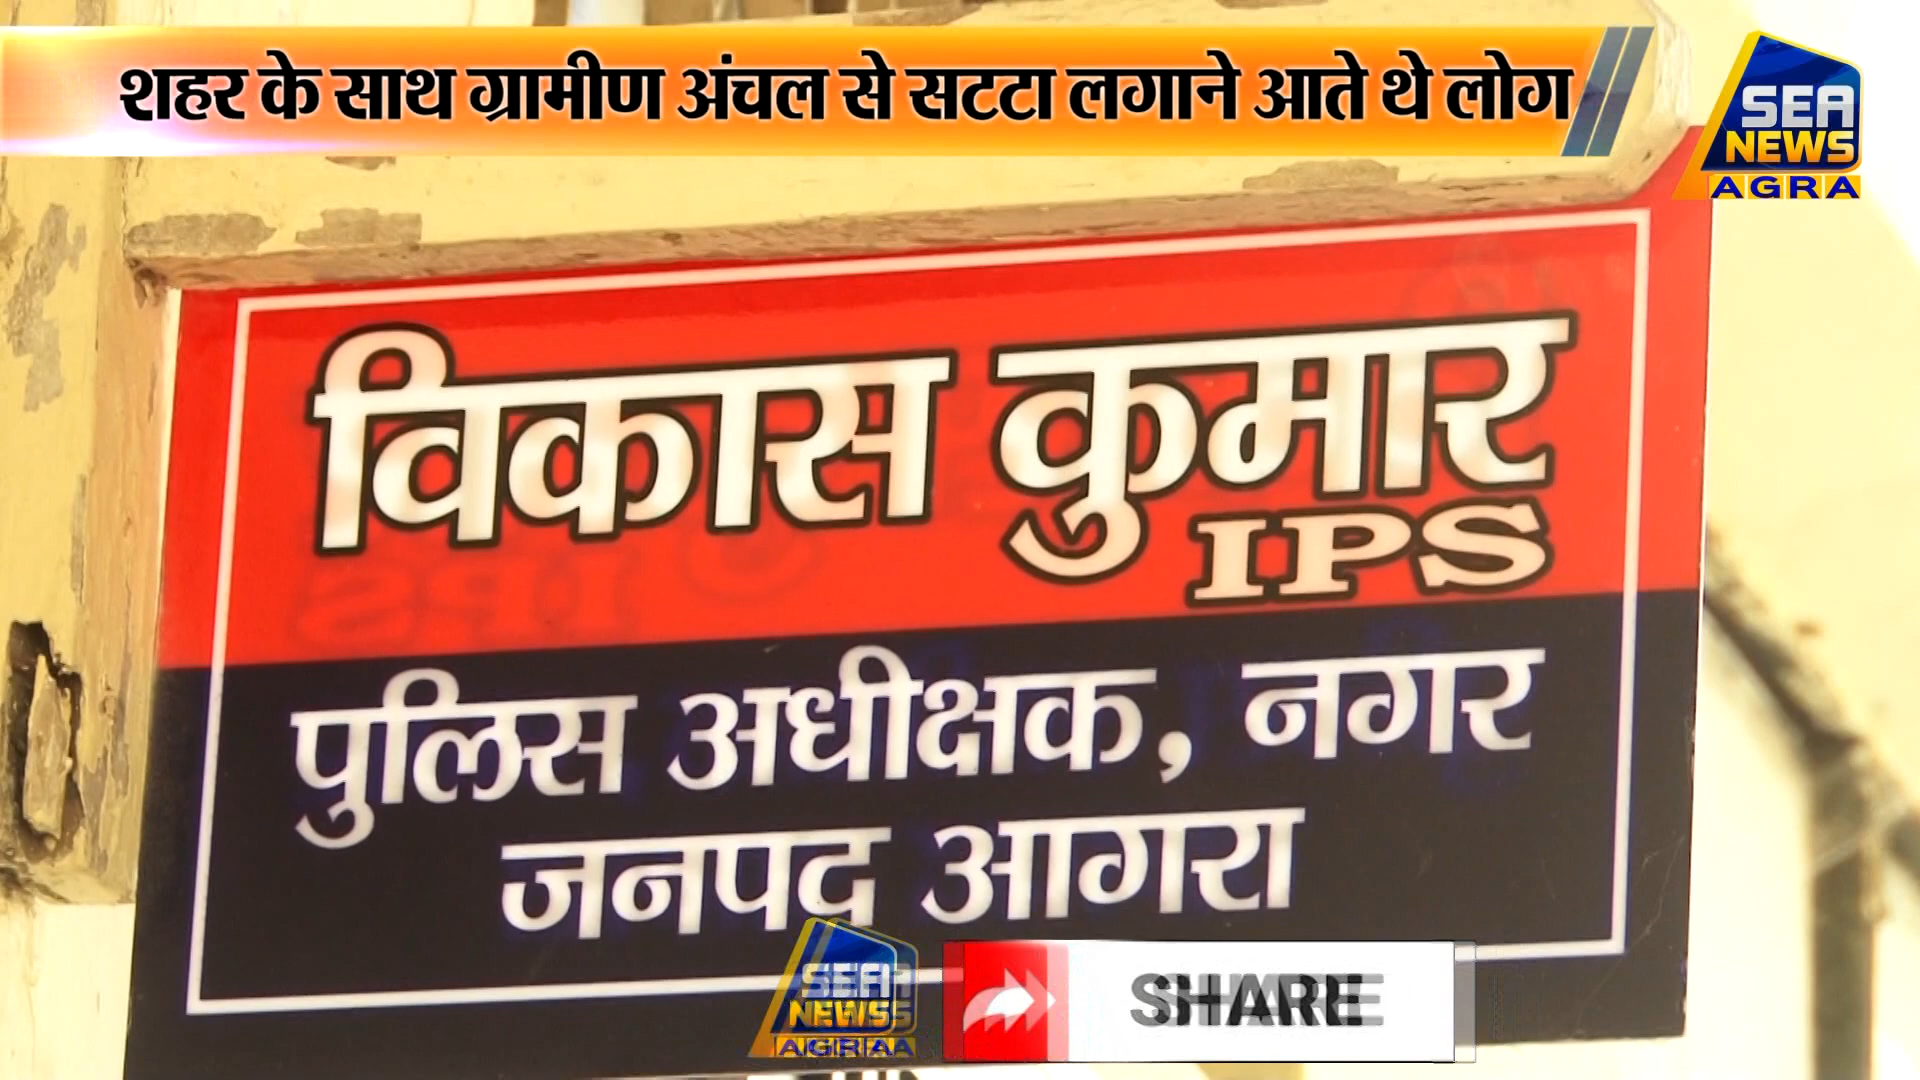 शहर के साथ ग्रामीण अंचल से सटटा लगाने आते थे लोग
SEA
NEWS
AGRA
विकास कुमार
IPS
पुलिस अधीक्षक, नगर
जनपद आगरा
SEA
NEWS
AGRA
SHARE